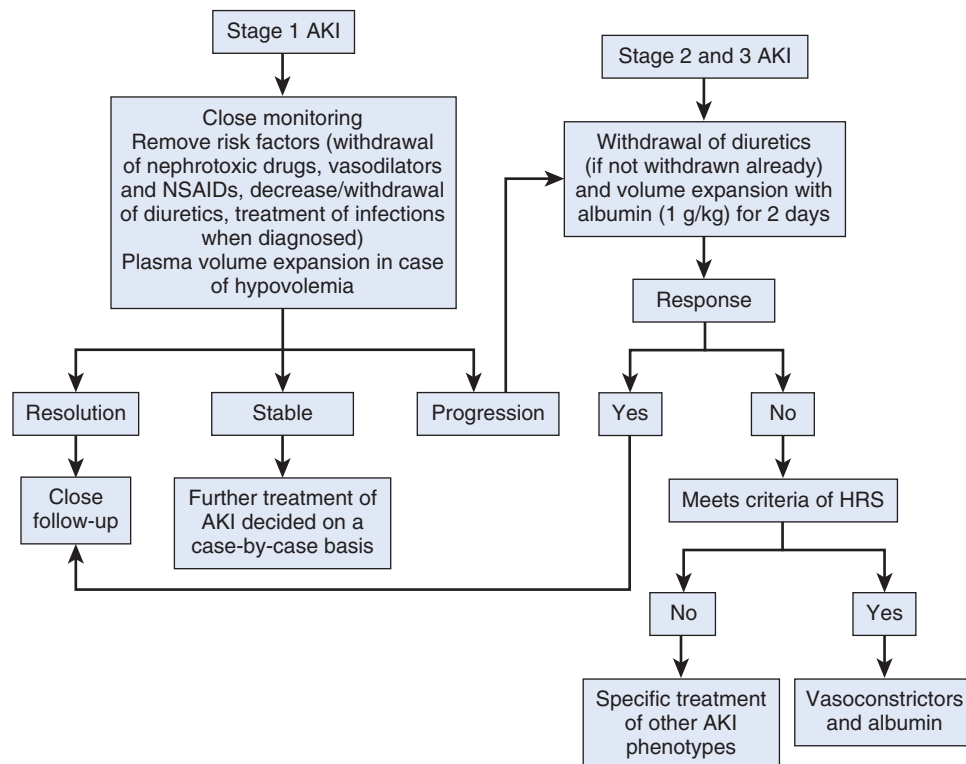 Stage 1 AKI
Close monitoring
Remove risk factors (withdrawal
of nephrotoxic drugs, vasodilators
and NSAIDs, decrease/withdrawal
of diuretics, treatment of infections
when diagnosed)
Plasma volume expansion in case
of hypovolemia
Resolution
Stable
Progression
Close
follow-up
Further treatment of
AKI decided on a
case-by-case basis
Stage 2 and 3 AKI
Withdrawal of diuretics
(if not withdrawn already)
and volume expansion with
albumin (1 g/kg) for 2 days
Response
Yes
No
Meets criteria of HRS
No
Yes
Specific treatment
of other AKI
phenotypes
Vasoconstrictors
and albumin